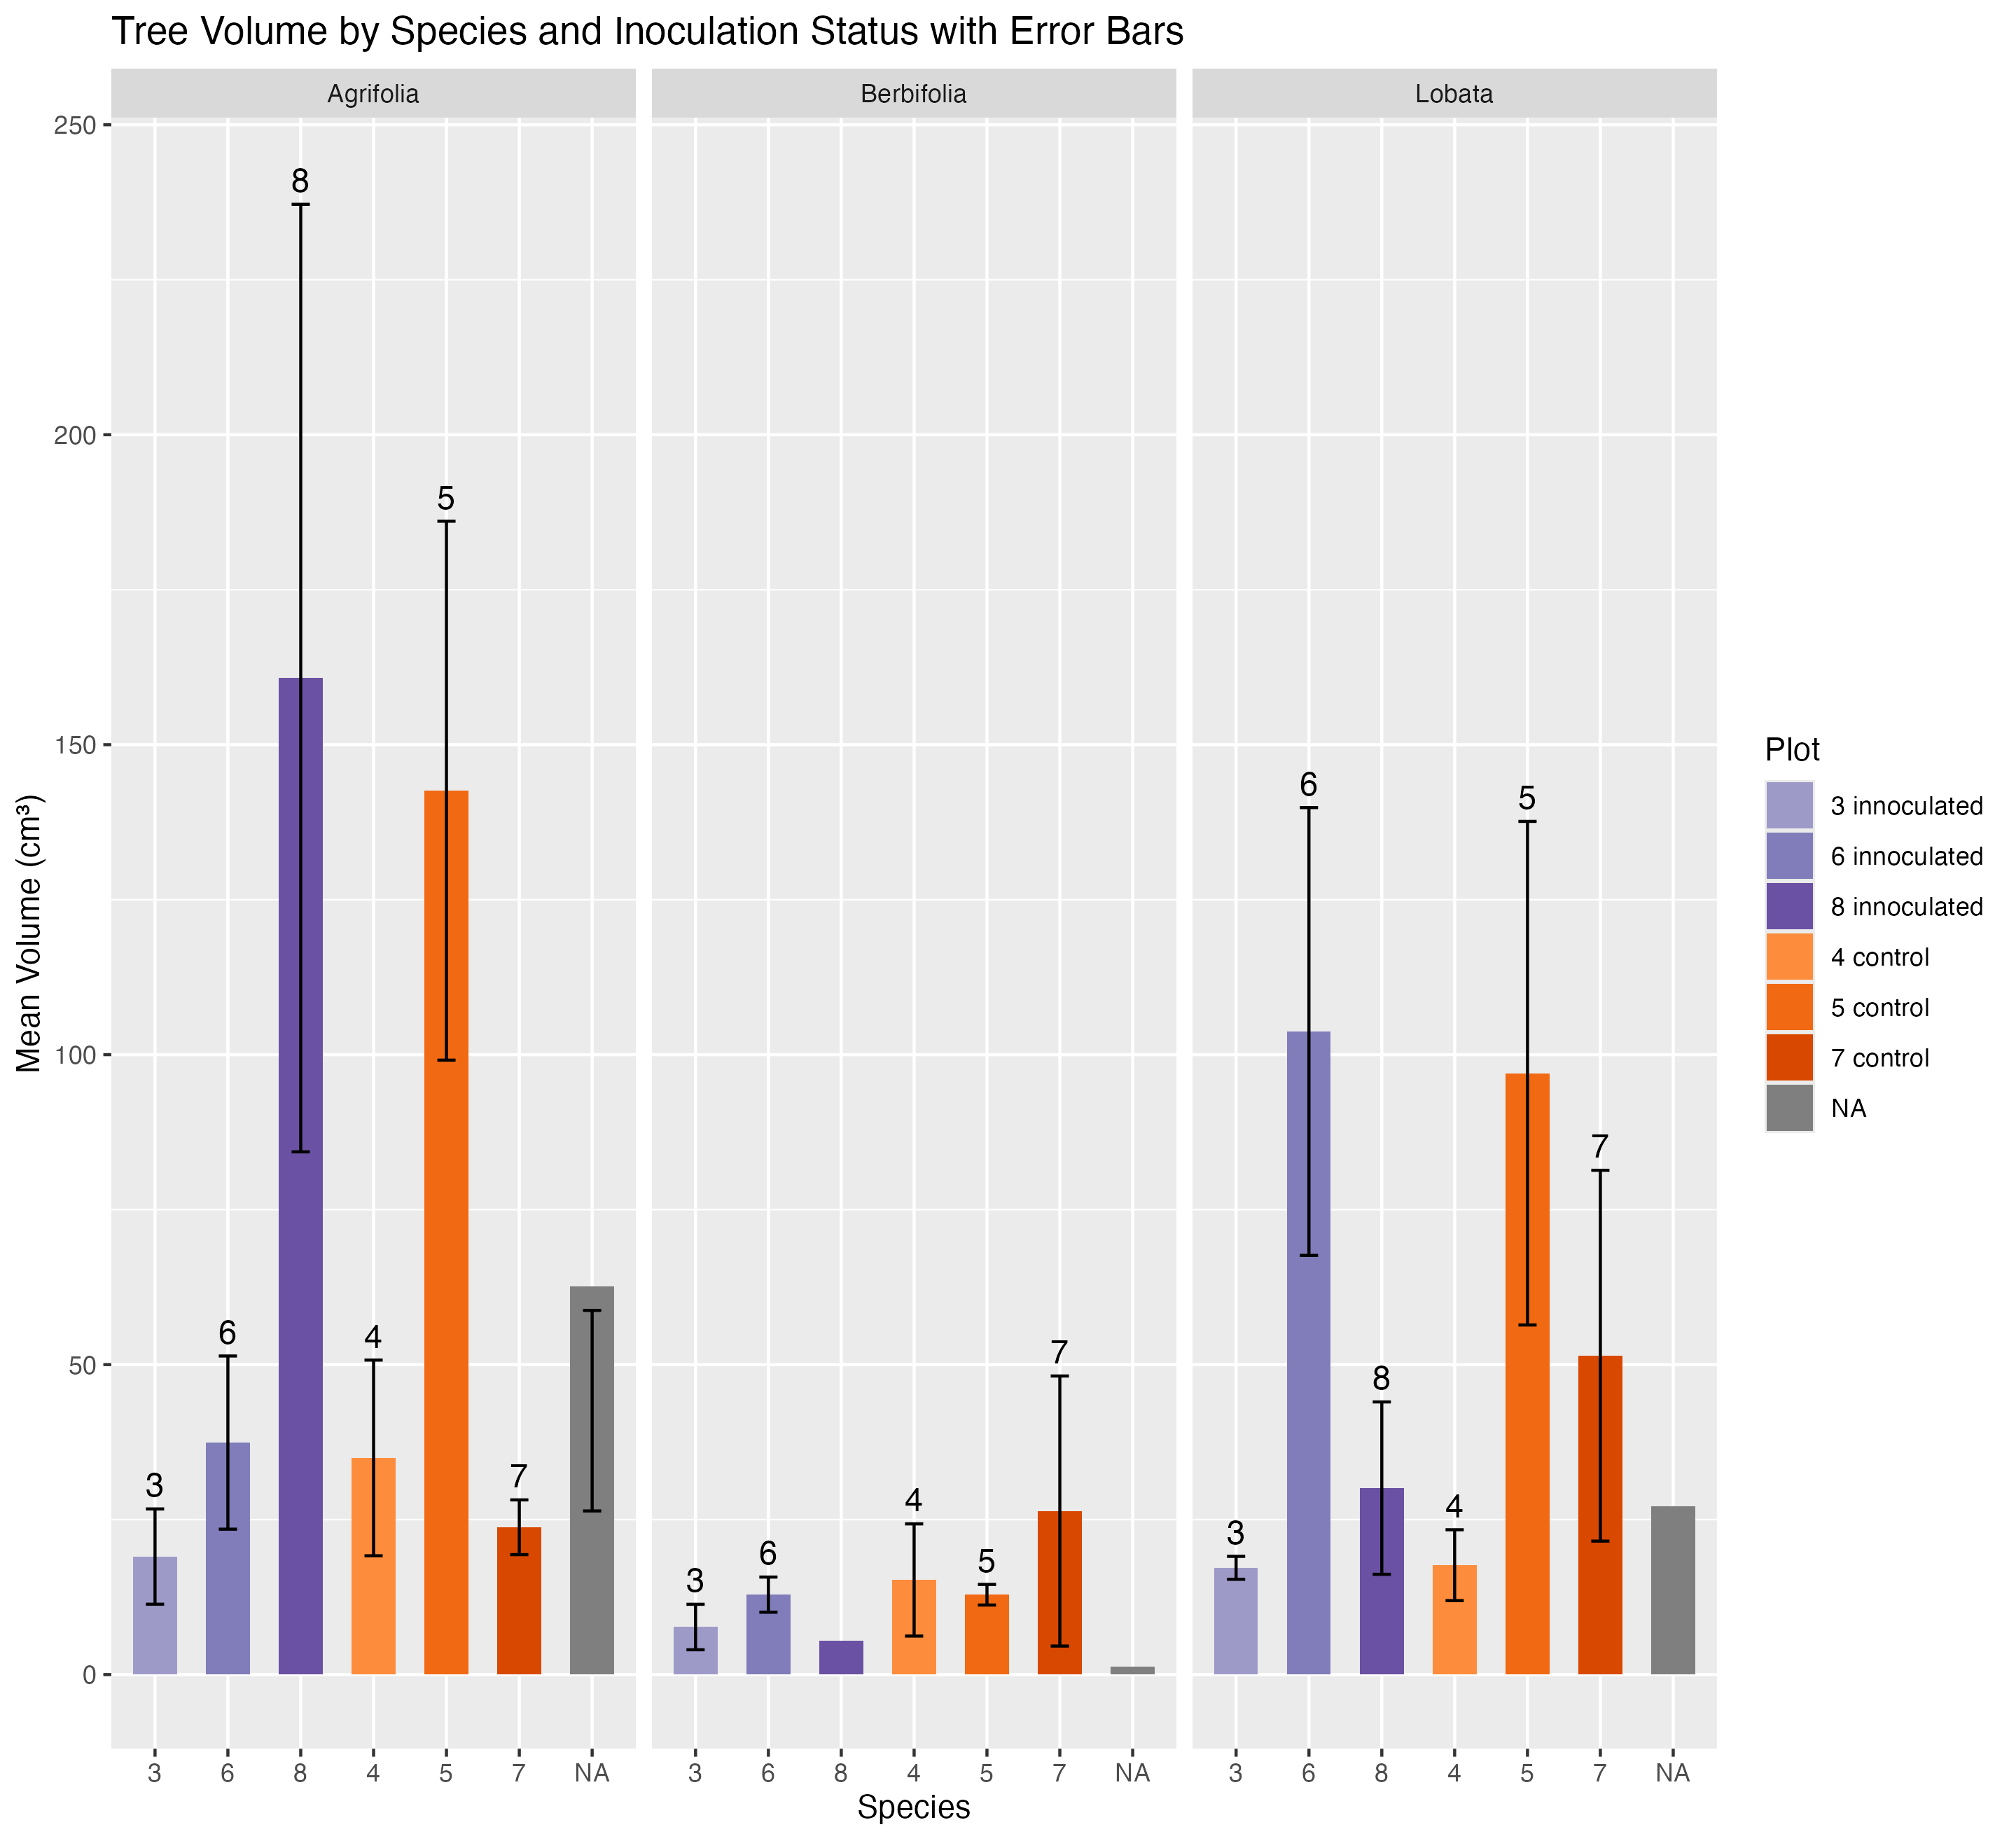 Tree Volume by Species and Inoculation Status with Error Bars
Agrifolia
Berbifolia
Lobata
Mean Volume (cm³)
250
200
150
100
50
0
3
6
8
4
5
7
3
6
4
5
7
3
6
8
4
5
7
3 6 8 4 5 7 NA
3 6 8 4 5 7 NA
3 6 8 4 5 7 NA
Species
Plot
3 innoculated
6 innoculated
8 innoculated
4 control
5 control
7 control
NA